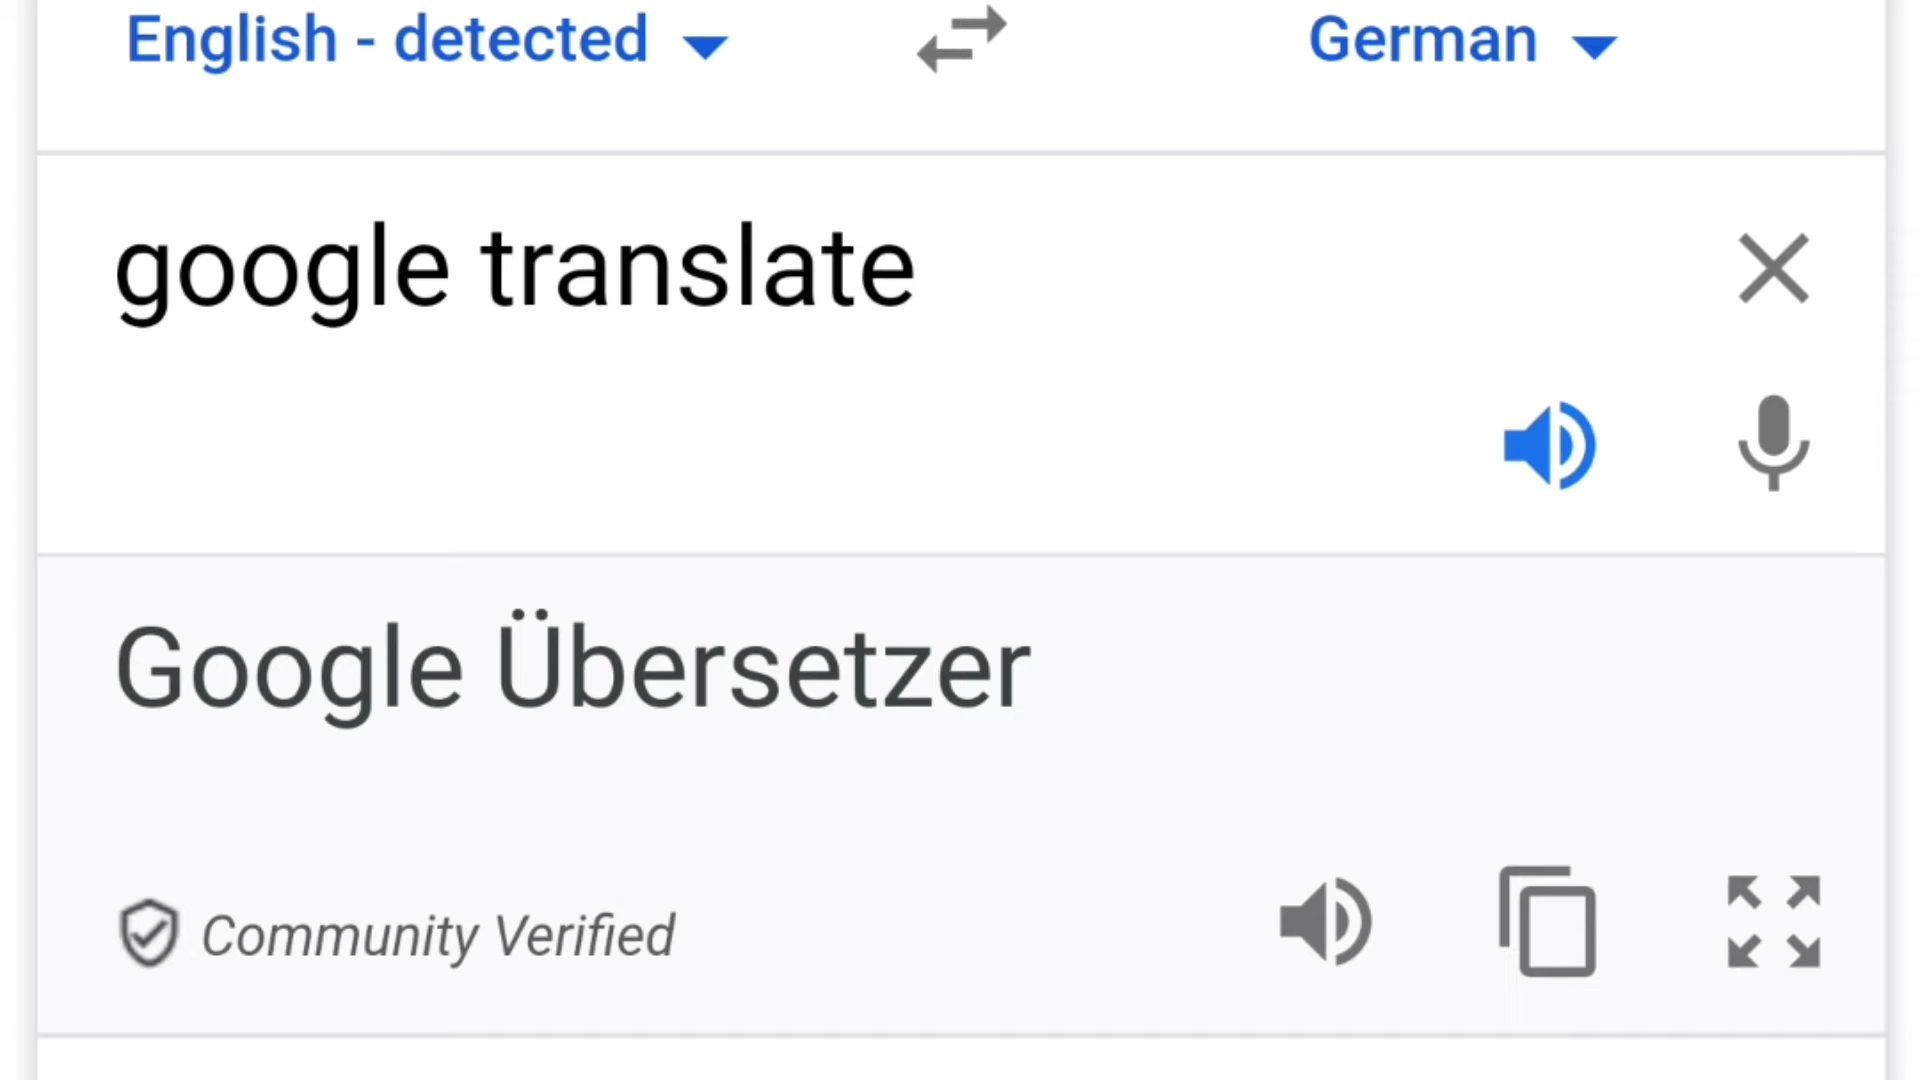 English - detected
German
google translate
Google Übersetzer
Community Verified